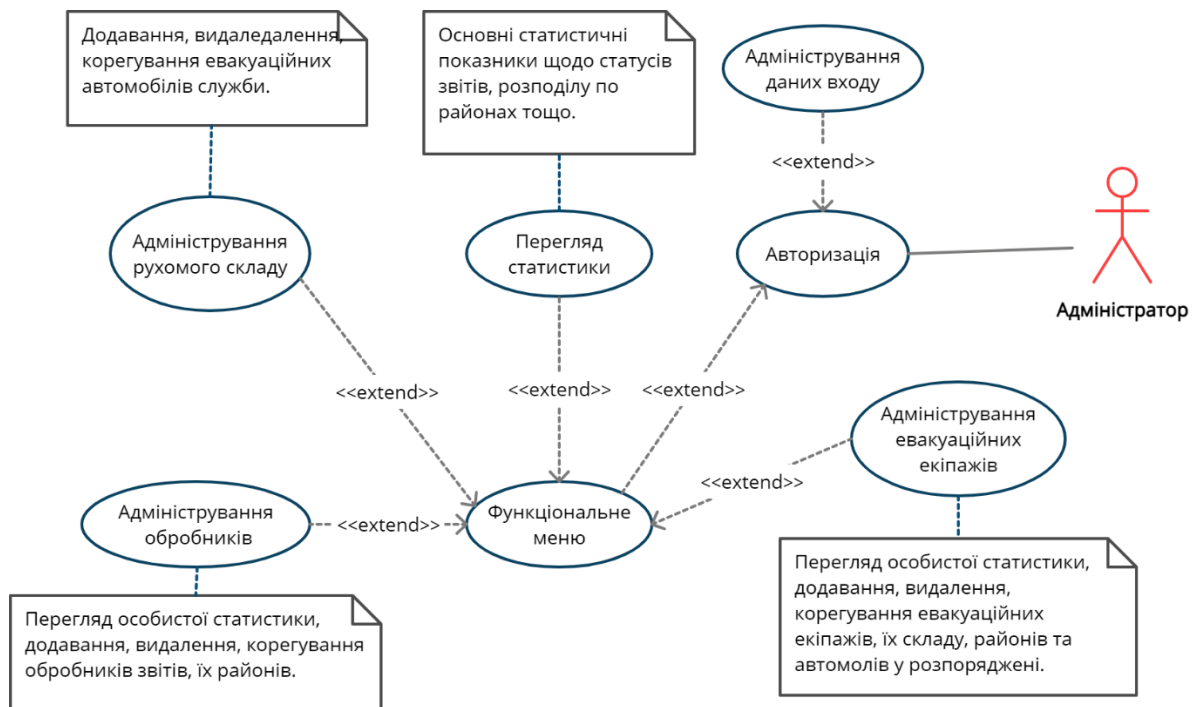 Додавання, видаледалення,
корегування евакуаційних
автомобілів служби.
Основні статистичні
показники щодо статусів
звітів, розподілу по
районах тощо.
Адміністрування
даних входу
<<extend>>
Адміністрування
рухомого складу
Перегляд
статистики
Авторизація
Адміністратор
<<extend>>
<<extend>>
<<extend>>
Адміністрування
евакуаційних
екіпажів
<<extend>>
Адміністрування
обробників
<<extend>>
Функціональне
меню
Перегляд особистої статистики,
додавання, видалення, корегування
обробників звітів, їх районів.
Перегляд особистої статистики,
додавання, видалення,
корегування евакуаційних
екіпажів, їх складу, районів та
автомолів у розпоряджені.